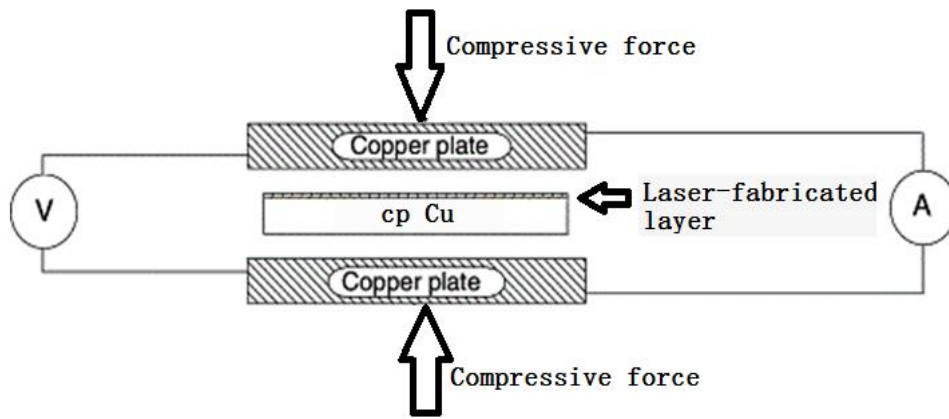 Compressive force
Copper plate
Laser-fabricated
layer
V
cp Cu
A
Copper plate
Compressive force